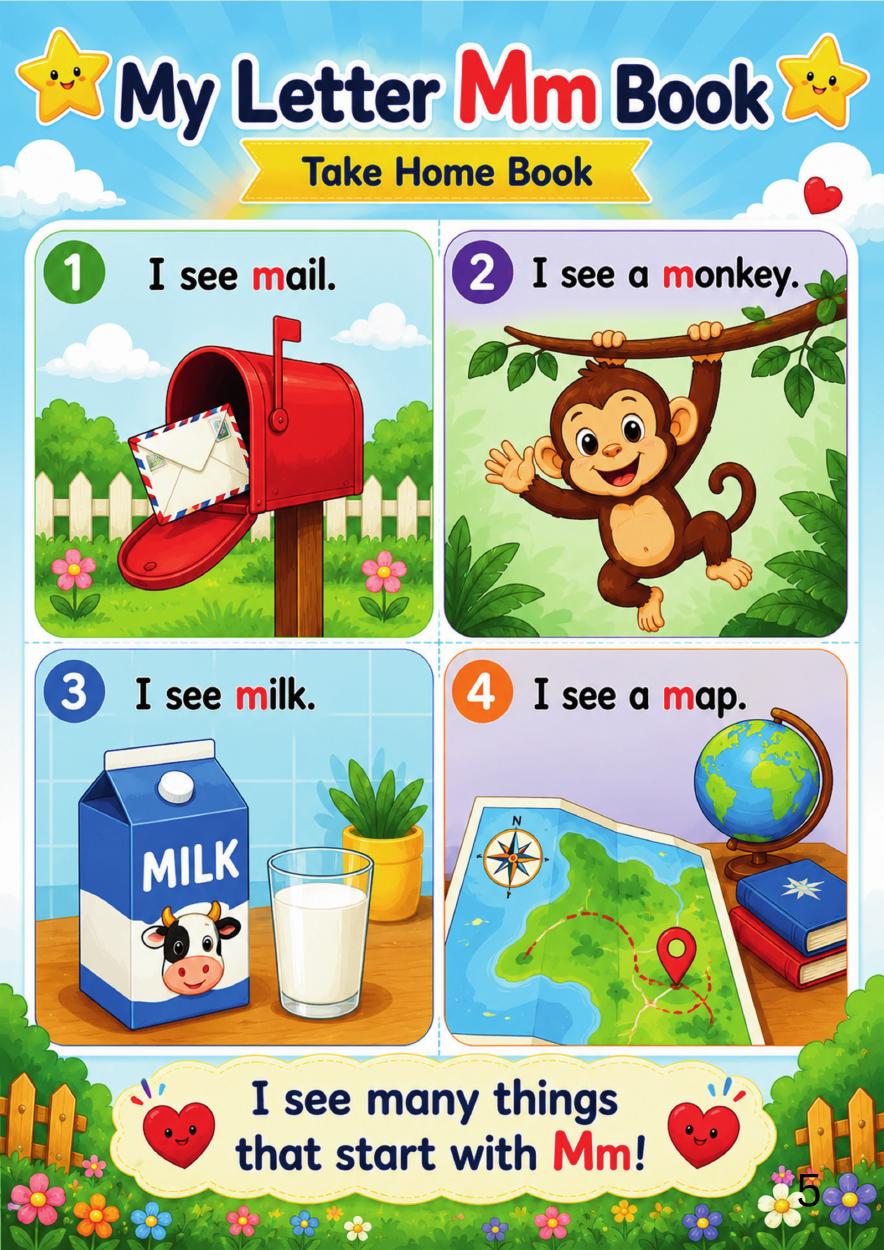 My Letter Mm Book
Take Home Book
1 I see mail.
2 I see a monkey.
3 I see milk.
MILK
4 I see a map.
N
I see many things
that start with Mm!
5